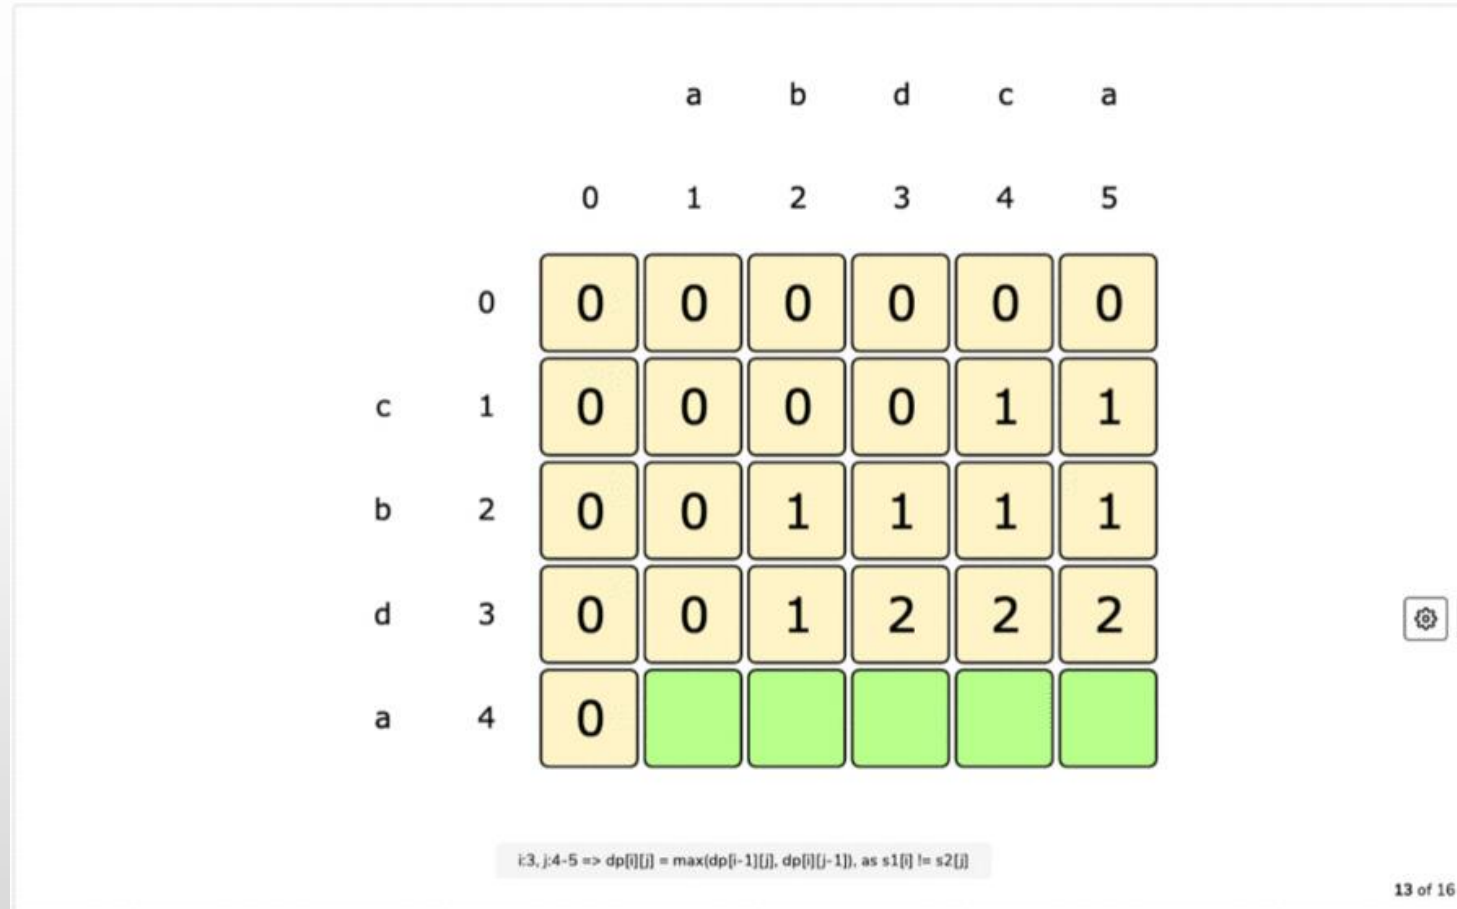 a b d c a
0 1 2 3 4 5
0 0 0 0 0 0 0
c 1 0 0 0 0 1 1
b 2 0 0 1 1 1 1
d 3 0 0 1 2 2 2
a 4 0
i:3, j:4-5 => dp[i][j] = max(dp[i-1][j], dp[i][j-1]), as s1[i] != s2[j]
13 of 16